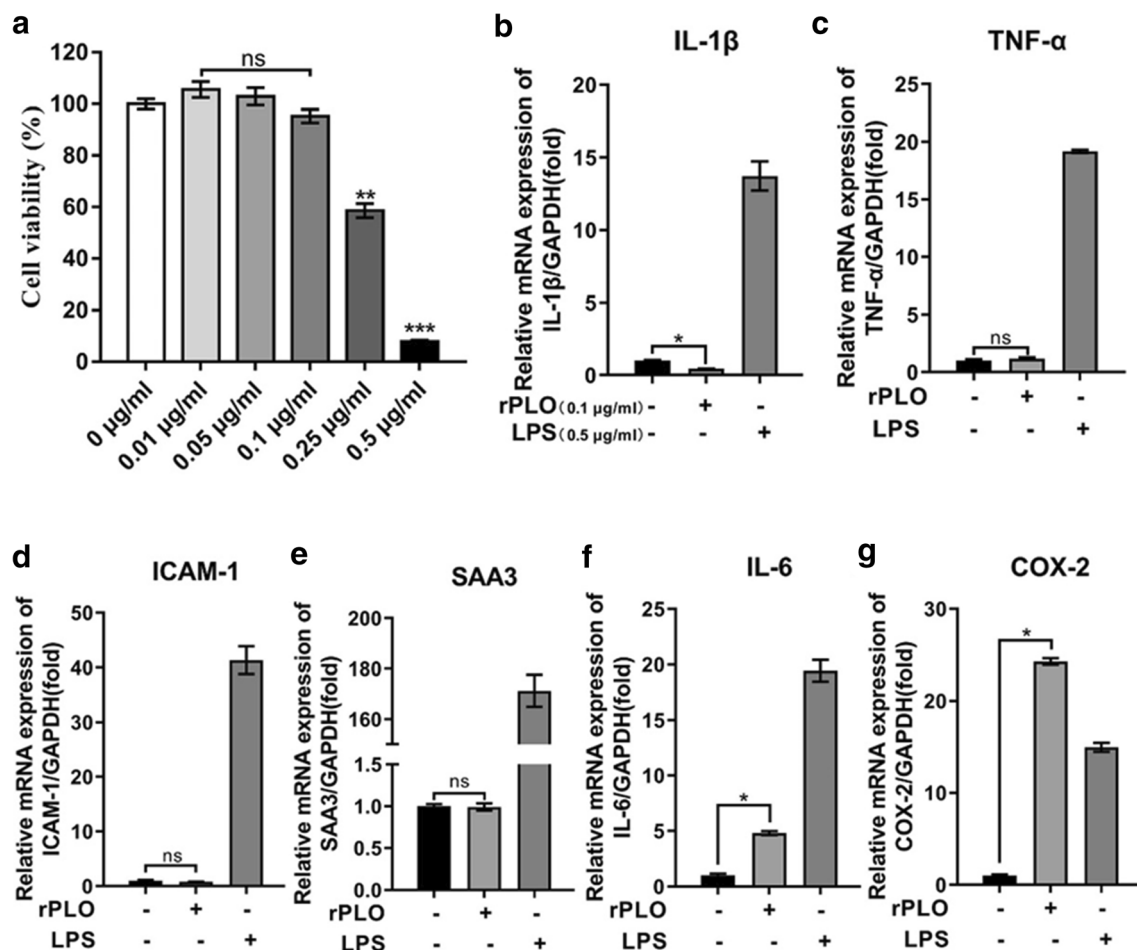 a
Cell viability (%)
120
100
80
60
40
20
0
ns
**
***
0 µg/ml
0.01 µg/ml
0.05 µg/ml
0.1 µg/ml
0.25 µg/ml
0.5 µg/ml
b
IL-1β
Relative mRNA expression of
IL-1β/GAPDH(fold)
20
15
10
5
0
*
rPLO(0.1 µg/ml) - + -
LPS(0.5 µg/ml) - - +
c
TNF-α
Relative mRNA expression of
TNF-α/GAPDH(fold)
25
20
15
10
5
0
ns
rPLO - + -
LPS - - +
d
ICAM-1
Relative mRNA expression of
ICAM-1/GAPDH(fold)
50
40
30
20
10
0
ns
rPLO - + -
LPS - - +
e
SAA3
Relative mRNA expression of
SAA3/GAPDH(fold)
200
180
160
1.5
1.0
0.5
0.0
ns
rPLO - + -
LPS - - +
f
IL-6
Relative mRNA expression of
IL-6/GAPDH(fold)
25
20
15
10
5
0
*
rPLO - + -
LPS - - +
g
COX-2
Relative mRNA expression of
COX-2/GAPDH(fold)
30
20
10
0
*
rPLO - + -
LPS - - +